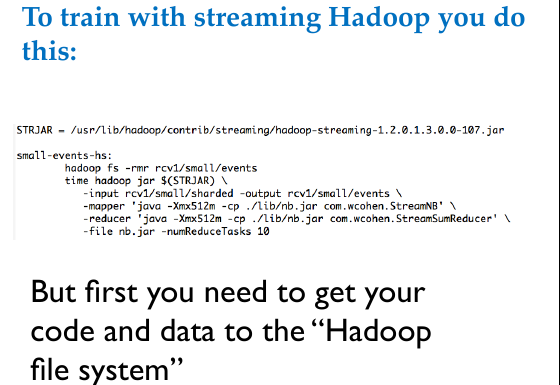 To train with streaming Hadoop you do
this:
STRJAR = /usr/lib/hadoop/contrib/streaming/hadoop-streaming-1.2.0.1.3.0.0-107.jar
small-events-hs:
hadoop fs -rmr rcv1/small/events
time hadoop jar $(STRJAR) \
-input rcv1/small/sharded -output rcv1/small/events \
-mapper 'java -Xmx512m -cp ./lib/nb.jar com.wcohen.StreamNB' \
-reducer 'java -Xmx512m -cp ./lib/nb.jar com.wcohen.StreamSumReducer' \
-file nb.jar -numReduceTasks 10
But first you need to get your
code and data to the “Hadoop
file system”